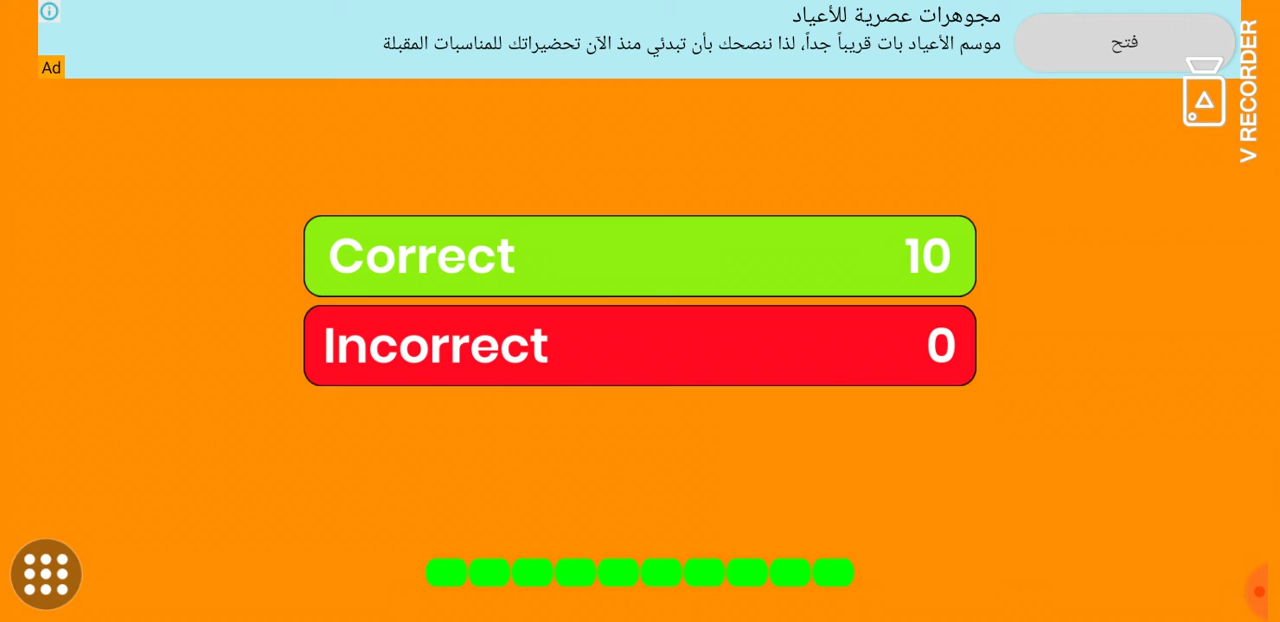 مجوهرات عصرية للأعياد
موسم الأعياد بات قريباً جداً، لذا ننصحك بأن تبدئي منذ الآن تحضيراتك للمناسبات المقبلة
فتح
Ad
V RECORDER
Correct 10
Incorrect 0